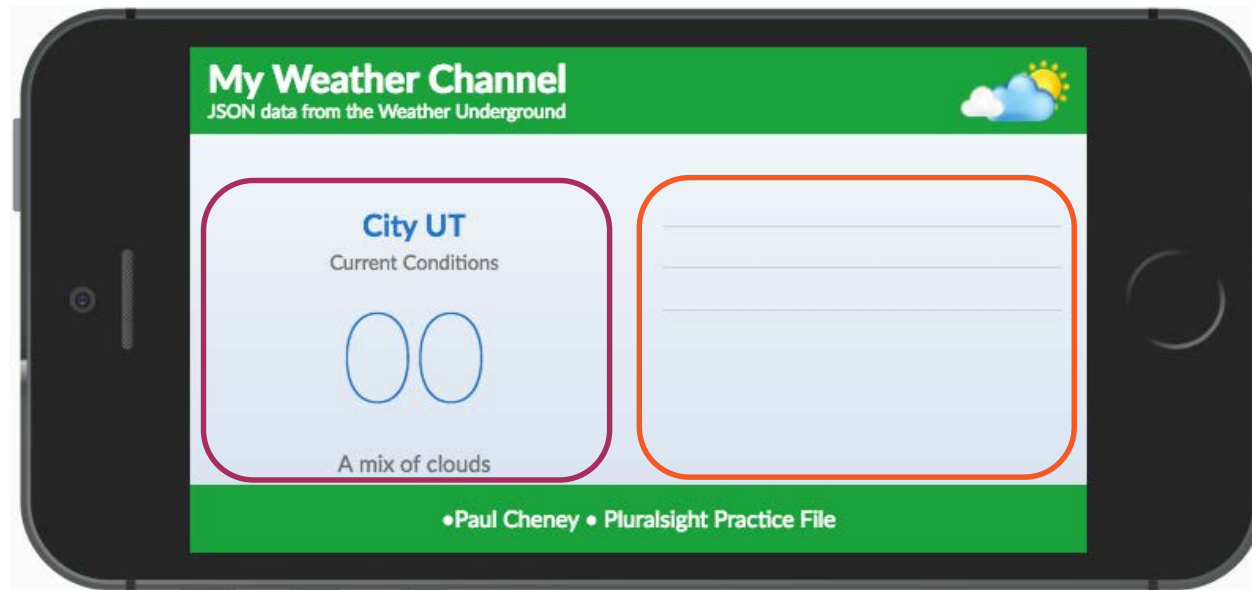 My Weather Channel
JSON data from the Weather Underground
City UT
Current Conditions
00
A mix of clouds
•Paul Cheney • Pluralsight Practice File